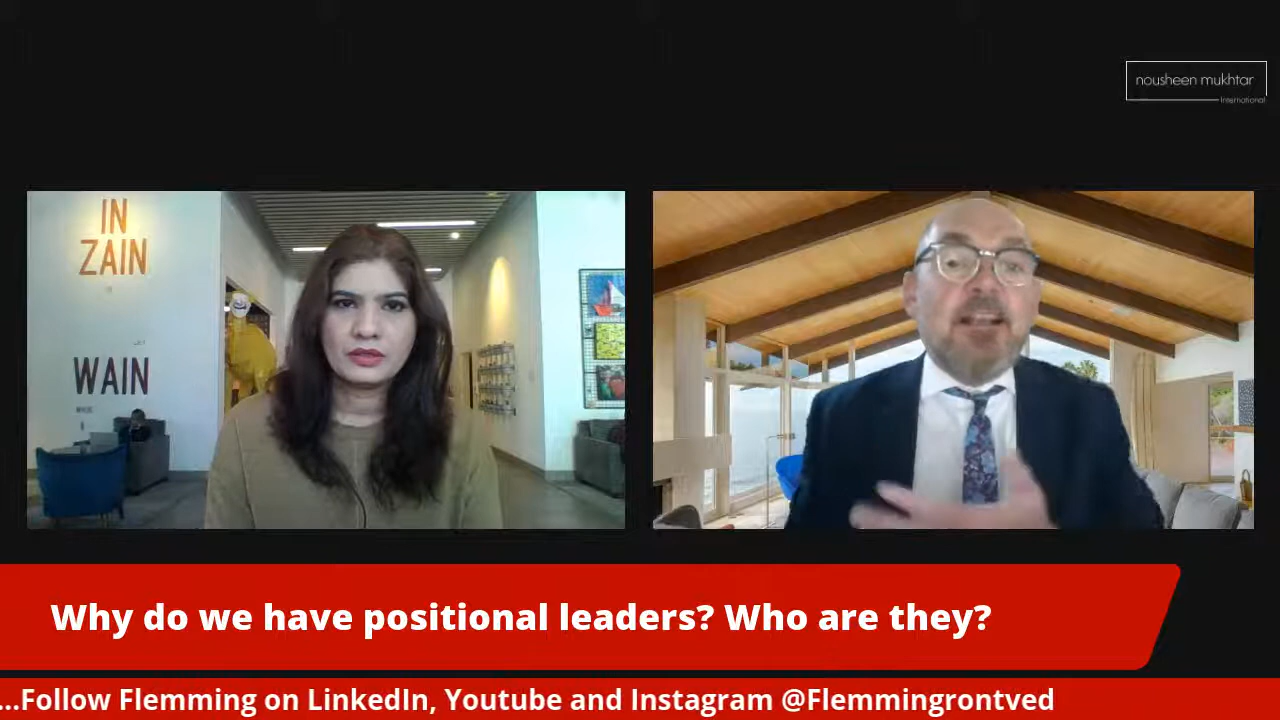 nousheen mukhtar
International
IN
ZAIN
WAIN
Why do we have positional leaders? Who are they?
...Follow Flemming on LinkedIn, Youtube and Instagram @Flemmingrontved